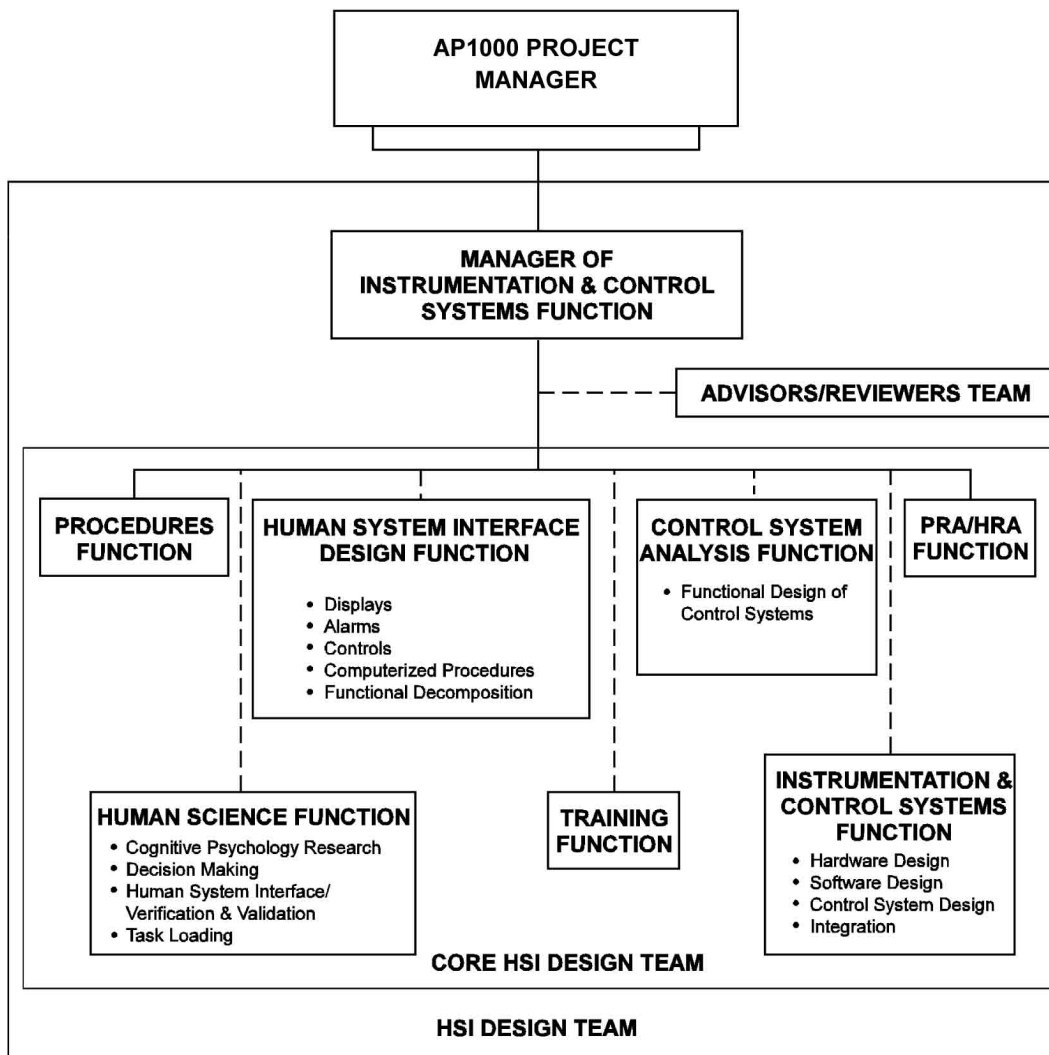 AP1000 PROJECT
MANAGER
MANAGER OF
INSTRUMENTATION & CONTROL
SYSTEMS FUNCTION
ADVISORS/REVIEWERS TEAM
PROCEDURES
FUNCTION
HUMAN SYSTEM INTERFACE
DESIGN FUNCTION
• Displays
• Alarms
• Controls
• Computerized Procedures
• Functional Decomposition
CONTROL SYSTEM
ANALYSIS FUNCTION
• Functional Design of
Control Systems
PRA/HRA
FUNCTION
HUMAN SCIENCE FUNCTION
• Cognitive Psychology Research
• Decision Making
• Human System Interface/
Verification & Validation
• Task Loading
TRAINING
FUNCTION
INSTRUMENTATION &
CONTROL SYSTEMS
FUNCTION
• Hardware Design
• Software Design
• Control System Design
• Integration
CORE HSI DESIGN TEAM
HSI DESIGN TEAM